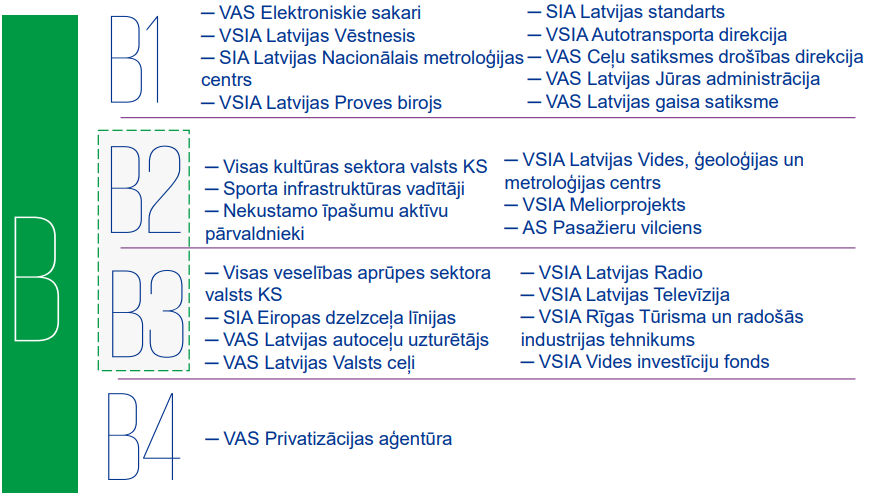 B
B1
— VAS Elektroniskie sakari
— VSIA Latvijas Vēstnesis
— SIA Latvijas Nacionālais metroloģijas
centrs
— VSIA Latvijas Proves birojs
— SIA Latvijas standarts
— VSIA Autotransporta direkcija
— VAS Ceļu satiksmes drošības direkcija
— VAS Latvijas Jūras administrācija
— VAS Latvijas gaisa satiksme
B2
— Visas kultūras sektora valsts KS
— Sporta infrastruktūras vadītāji
— Nekustamo īpašumu aktīvu
pārvaldnieki
— VSIA Latvijas Vides, ģeoloģijas un
metroloģijas centrs
— VSIA Meliorprojekts
— AS Pasažieru vilciens
B3
— Visas veselības aprūpes sektora
valsts KS
— SIA Eiropas dzelzceļa līnijas
— VAS Latvijas autoceļu uzturētājs
— VAS Latvijas Valsts ceļi
— VSIA Latvijas Radio
— VSIA Latvijas Televīzija
— VSIA Rīgas Tūrisma un radošās
industrijas tehnikums
— VSIA Vides investīciju fonds
B4
— VAS Privatizācijas aģentūra